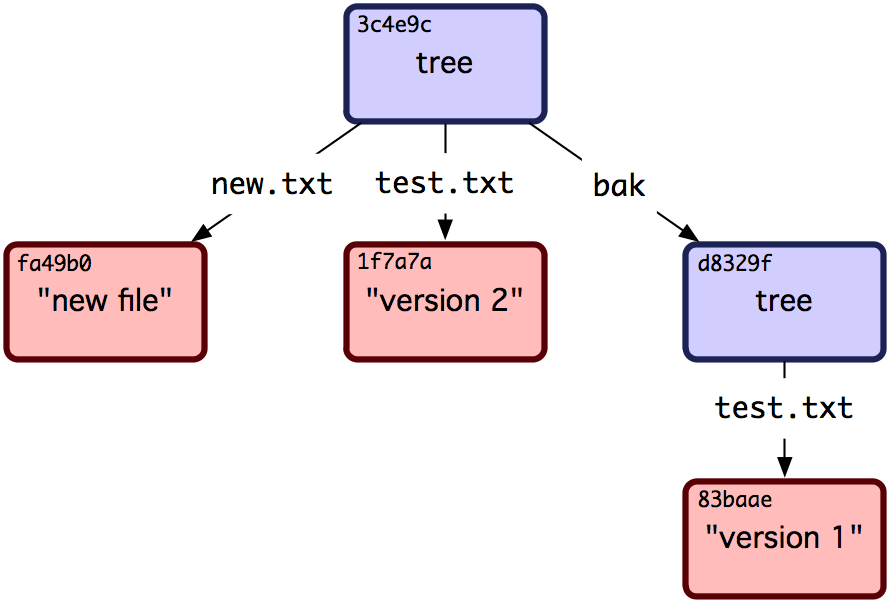 3c4e9c
tree
new.txt
test.txt
bak
fa49b0
"new file"
1f7a7a
"version 2"
d8329f
tree
test.txt
83baae
"version 1"